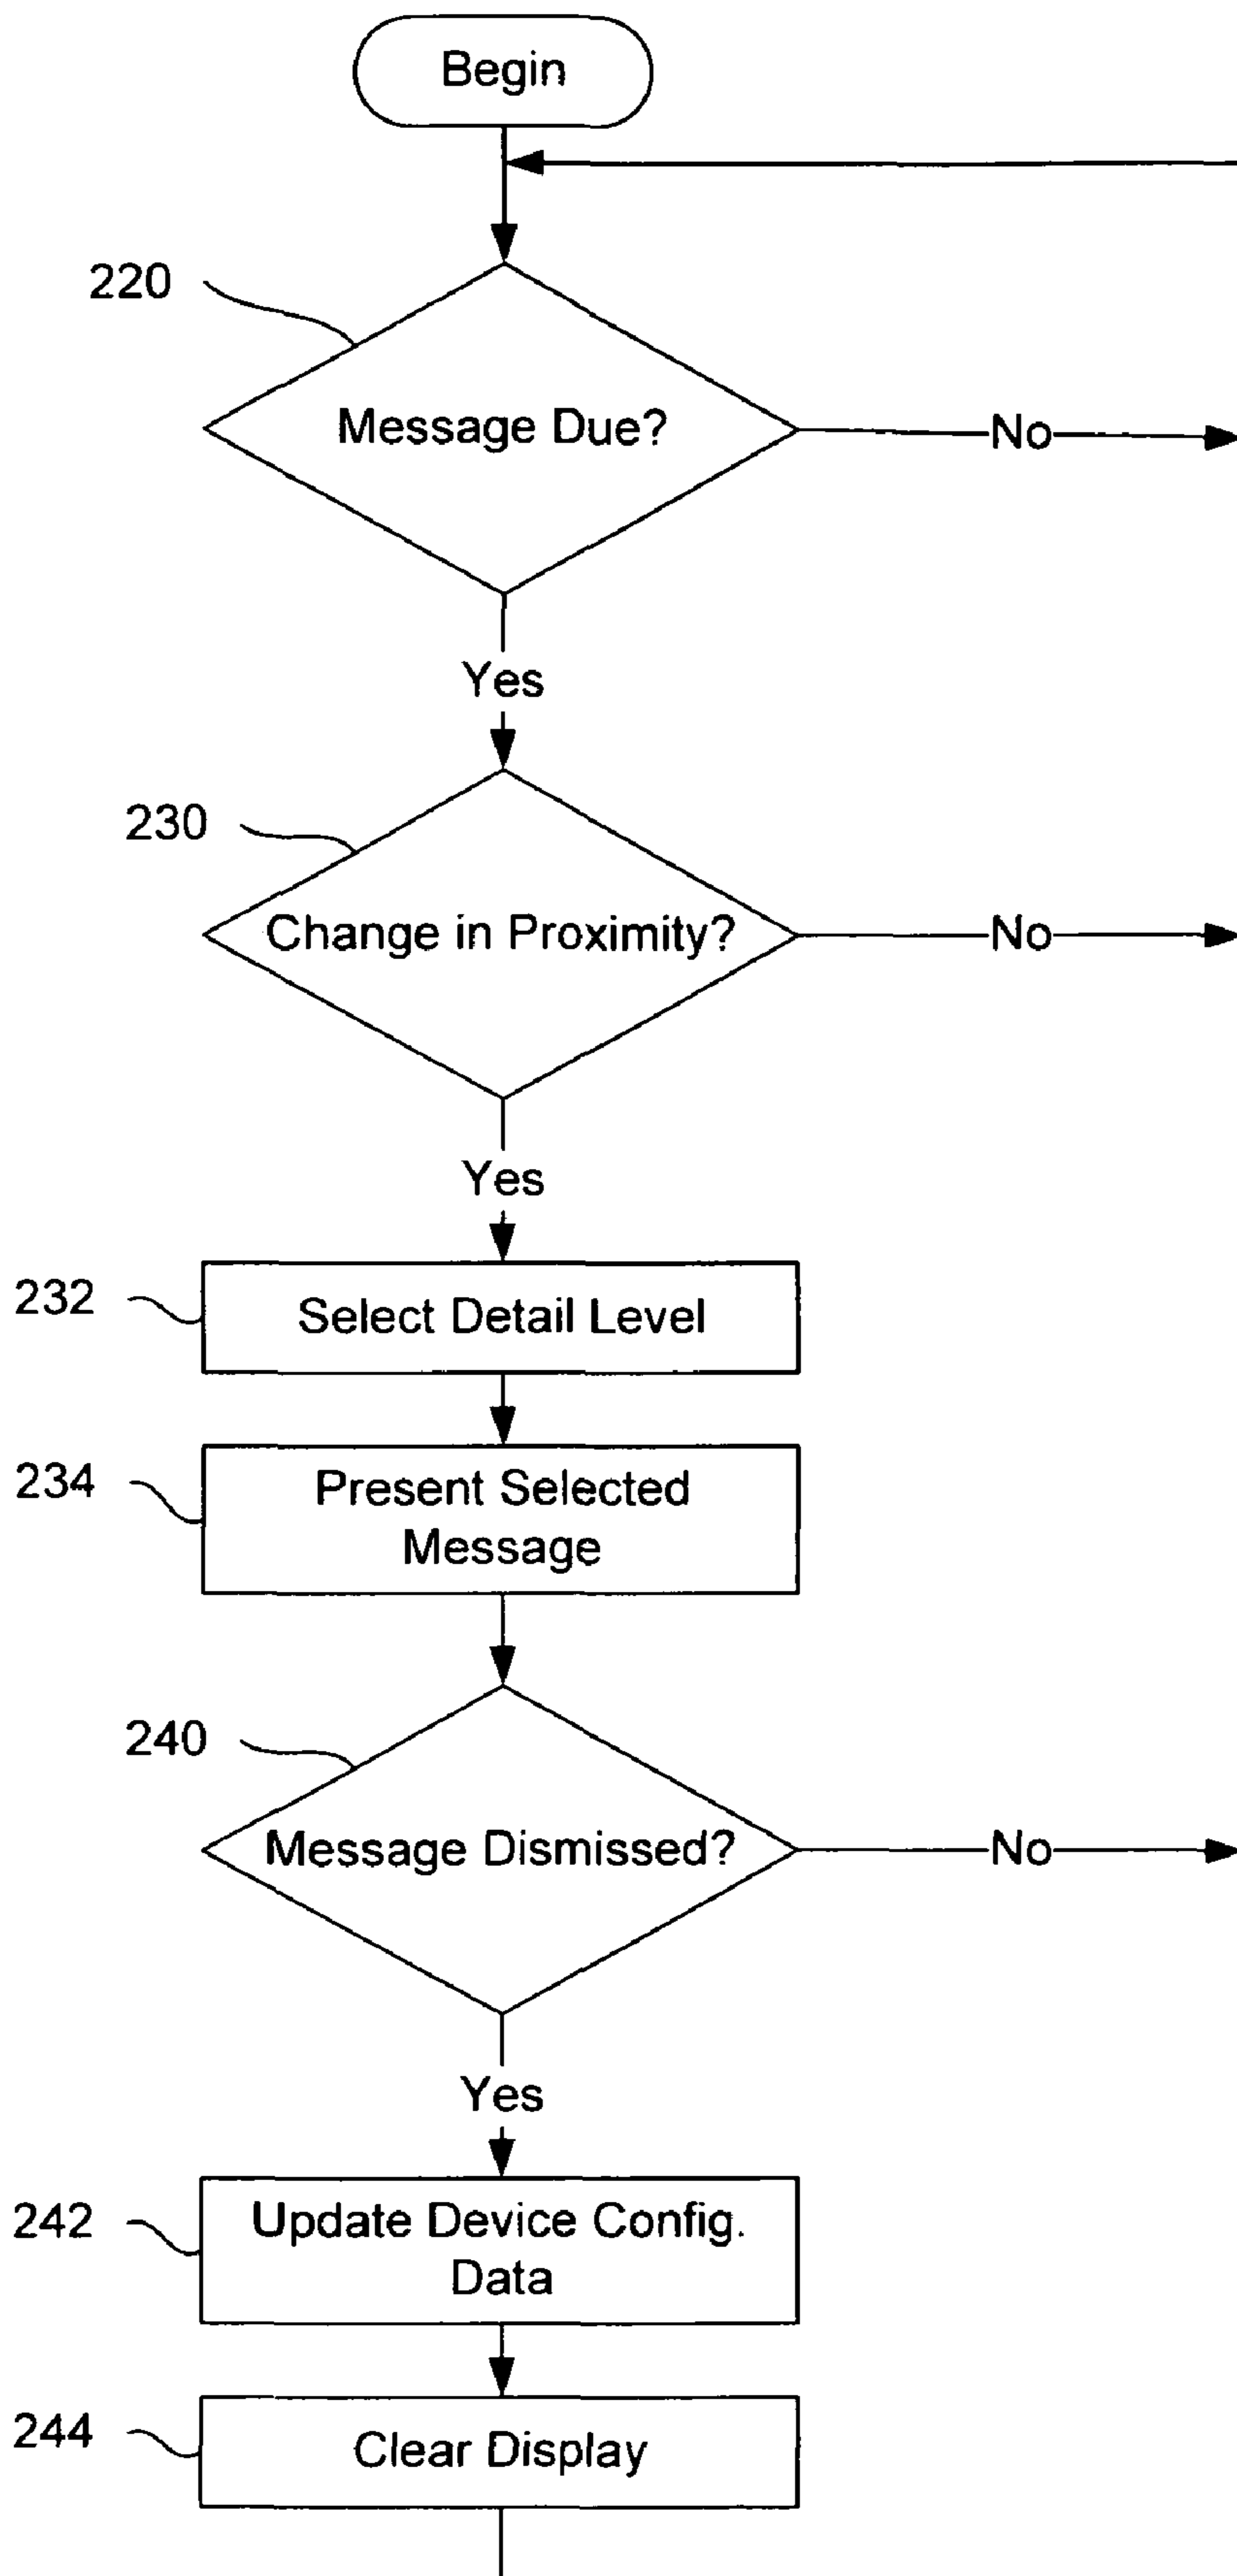 Begin
220
Message Due?
No
Yes
230
Change in Proximity?
No
Yes
232
Select Detail Level
234
Present Selected
Message
240
Message Dismissed?
No
Yes
242
Update Device Config.
Data
244
Clear Display